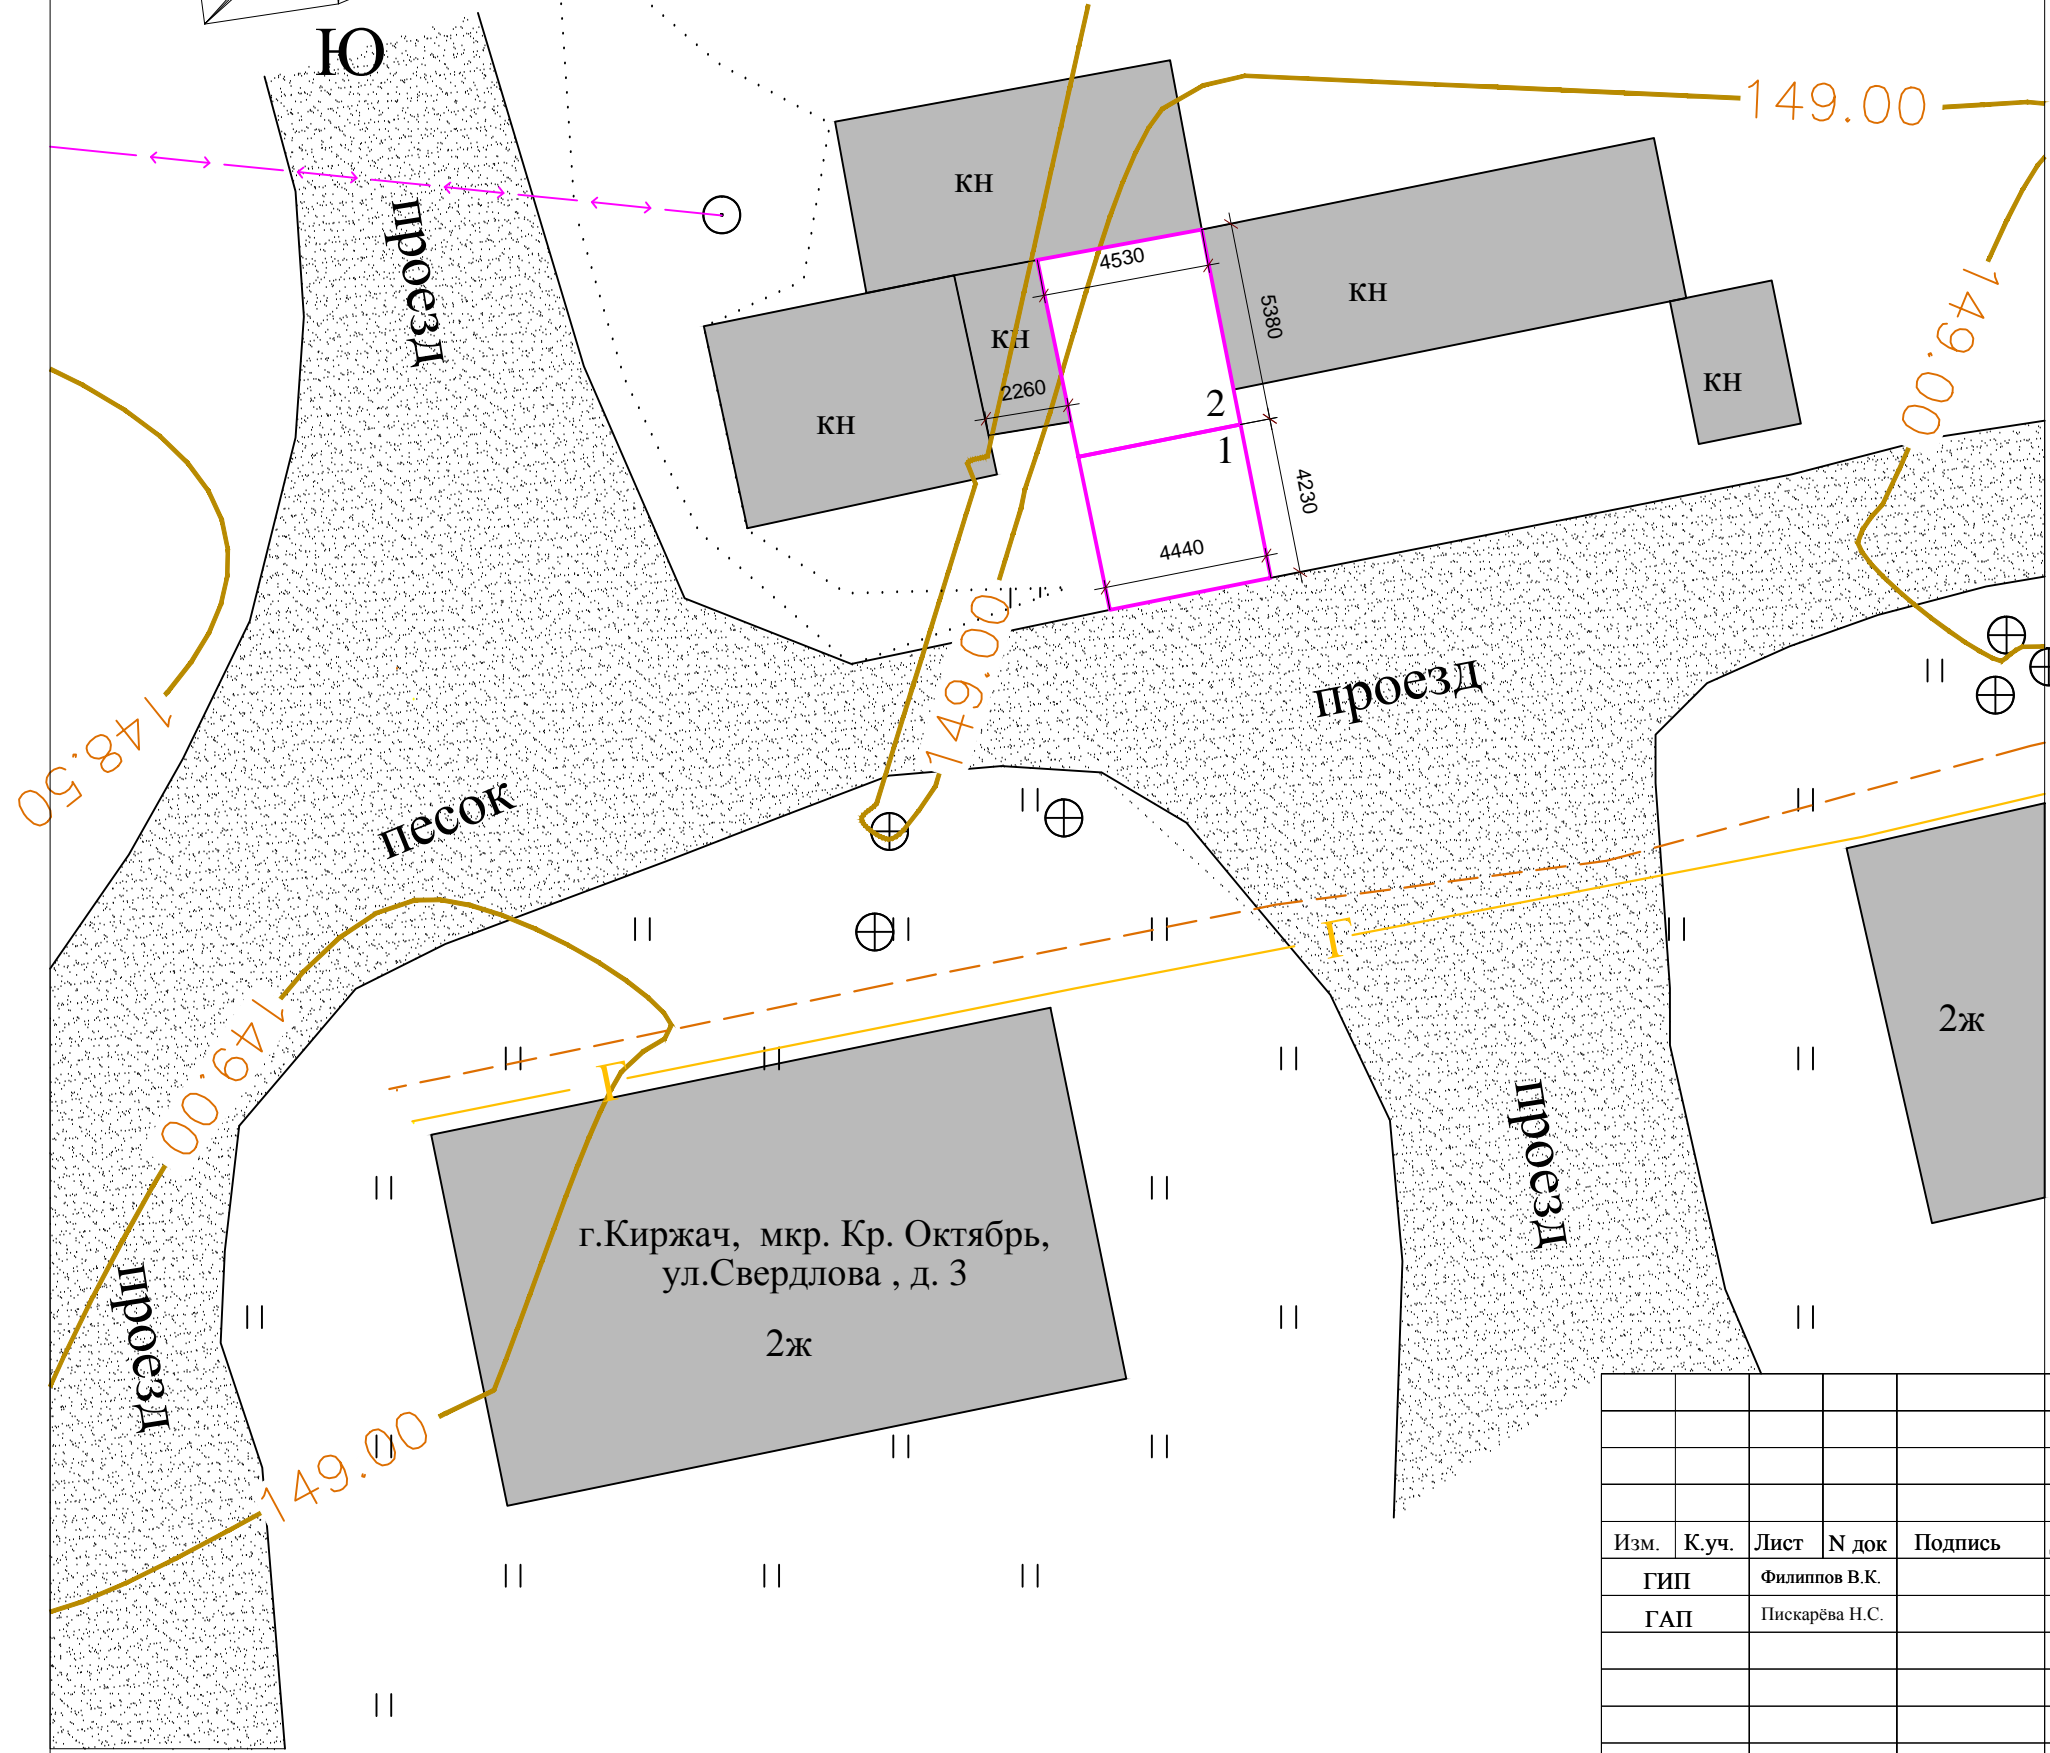 Ю
149.00
кн
проезд
4530
кн
5380
149.00
кн
2260
кн
кн
2
1
4230
4440
149.00
проезд
148.50
песок
Г
149.00
2ж
Г
проезд
г.Киржач, мкр. Кр. Октябрь,
ул.Свердлова , д. 3
2ж
проезд
149.00
Изм. К.уч. Лист N док Подпись
ГИП Филиппов В.К.
ГАП Пискарёва Н.С.